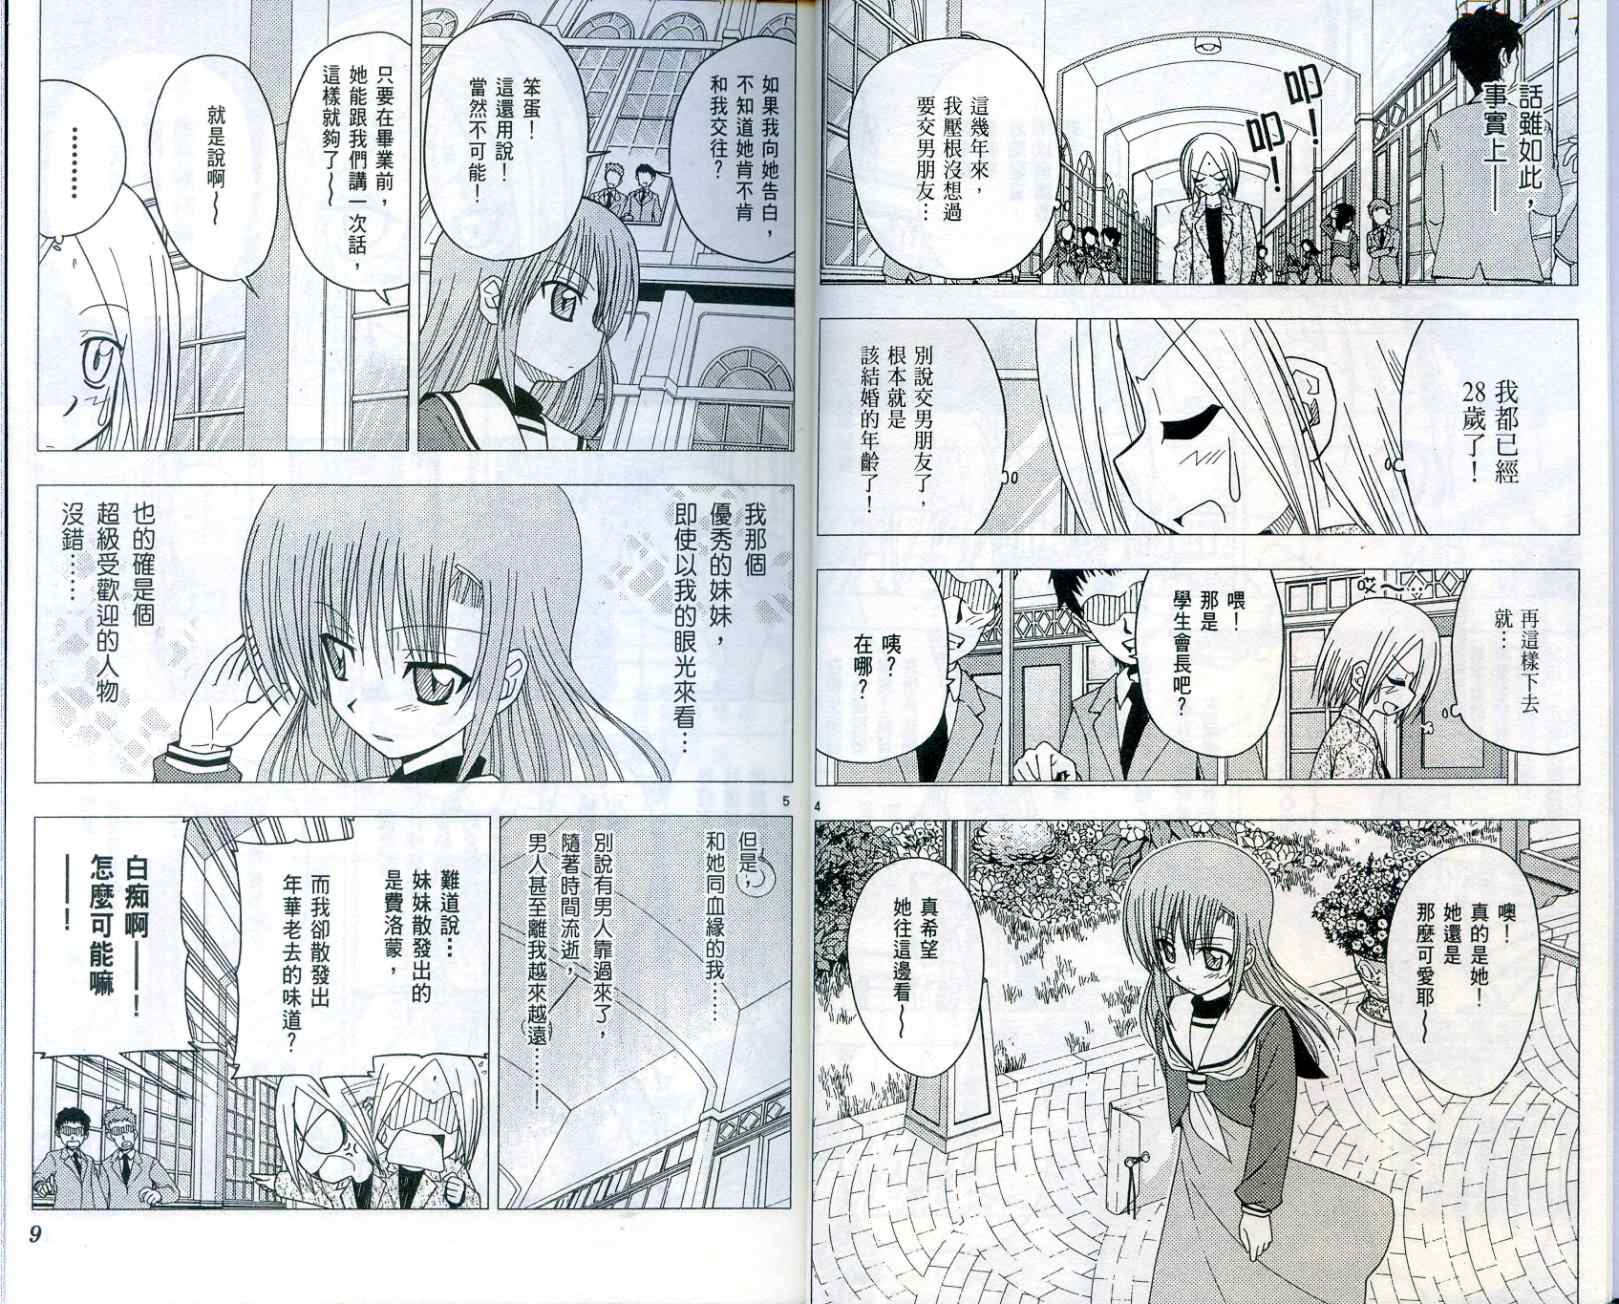 話雖如此，
事實上──
叩！
叩！
這幾年來，
我壓根沒想過
要交男朋友…
我都已經
28歲了！
別說交男朋友了，
根本就是
該結婚的年齡了！
再這樣下去
就…
哎～
喂！
那是
學生會長吧？
咦？
在哪？
噢！
真的是她！
她還是
那麼可愛耶～
真希望
她往這邊看～
4
如果我向她告白，
不知道她肯不肯
和我交往？
笨蛋！
這還用說！
當然不可能！
只要在畢業前，
她能跟我們講一次話，
這樣就夠了～
就是說啊～
………
我那個
優秀的妹妹，
即使以我的眼光來看…
也的確是個
超級受歡迎的人物
沒錯……
5
但是，
和她同血緣的我……
別說有男人靠過來了，
隨著時間流逝，
男人甚至離我越來越遠……！
難道說…
妹妹散發出的
是費洛蒙，
而我卻散發出
年華老去的味道？
白痴啊──！
怎麼可能嘛
──！
9